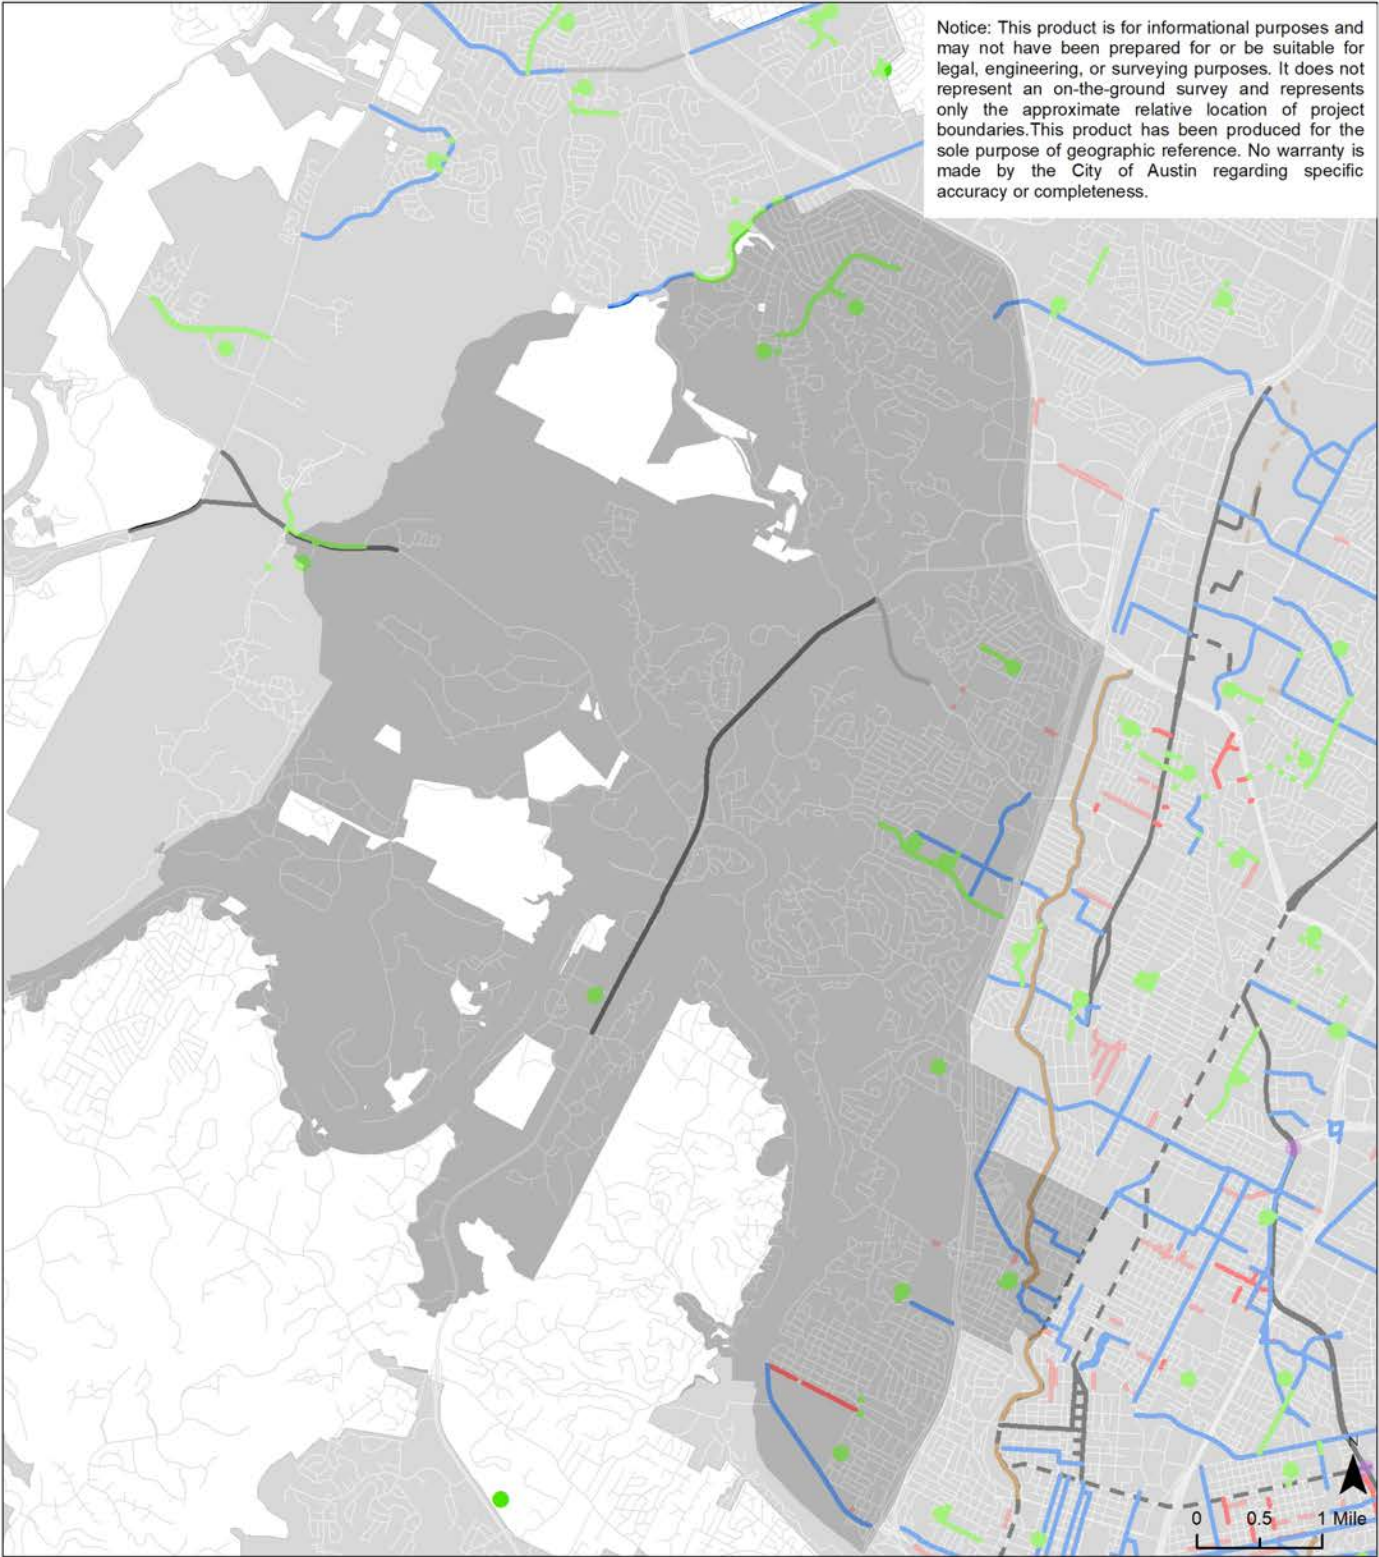 Notice: This product is for informational purposes and
may not have been prepared for or be suitable for
legal, engineering, or surveying purposes. It does not
represent an on-the-ground survey and represents
only the approximate relative location of project
boundaries.This product has been produced for the
sole purpose of geographic reference. No warranty is
made by the City of Austin regarding specific
accuracy or completeness.
N
0 0.5 1 Mile